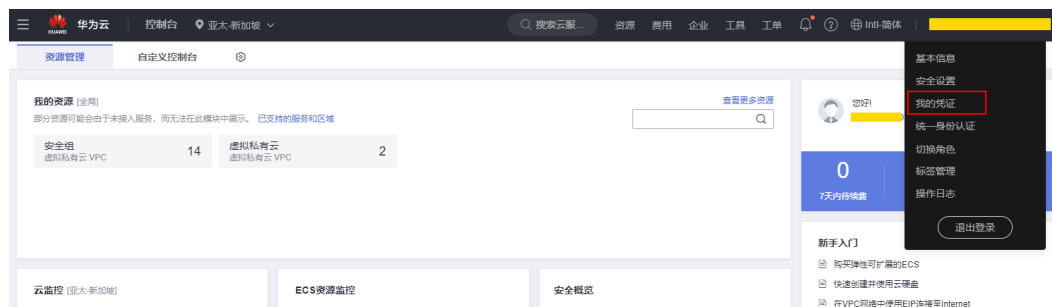 HUAWEI 华为云 控制台 亚太-新加坡 搜索云服... 资源 费用 企业 工具 工单 Intl-简体
资源管理 自定义控制台
基本信息
安全设置
我的凭证
统一身份认证
切换角色
标签管理
操作日志
退出登录
我的资源 [全局] 查看更多资源
部分资源可能会由于未接入服务，而无法在此模块中展示。 已支持的服务和区域
安全组 14
虚拟私有云 VPC
虚拟私有云 2
虚拟私有云 VPC
您好!
0
7天内待续费
新手入门
购买弹性可扩展的ECS
快速创建并使用云硬盘
在VPC网络中使用EIP连接至Internet
云监控 [亚太-新加坡] ECS资源监控 安全概览